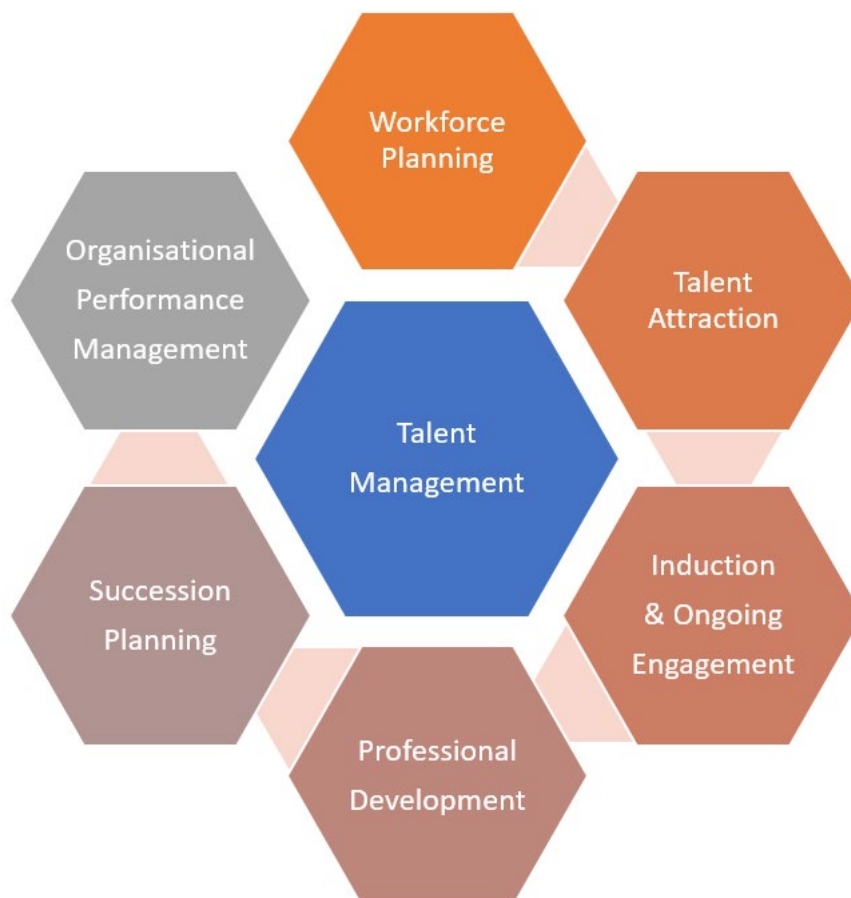 Workforce
Planning
Talent
Attraction
Induction
& Ongoing
Engagement
Professional
Development
Succession
Planning
Organisational
Performance
Management
Talent
Management